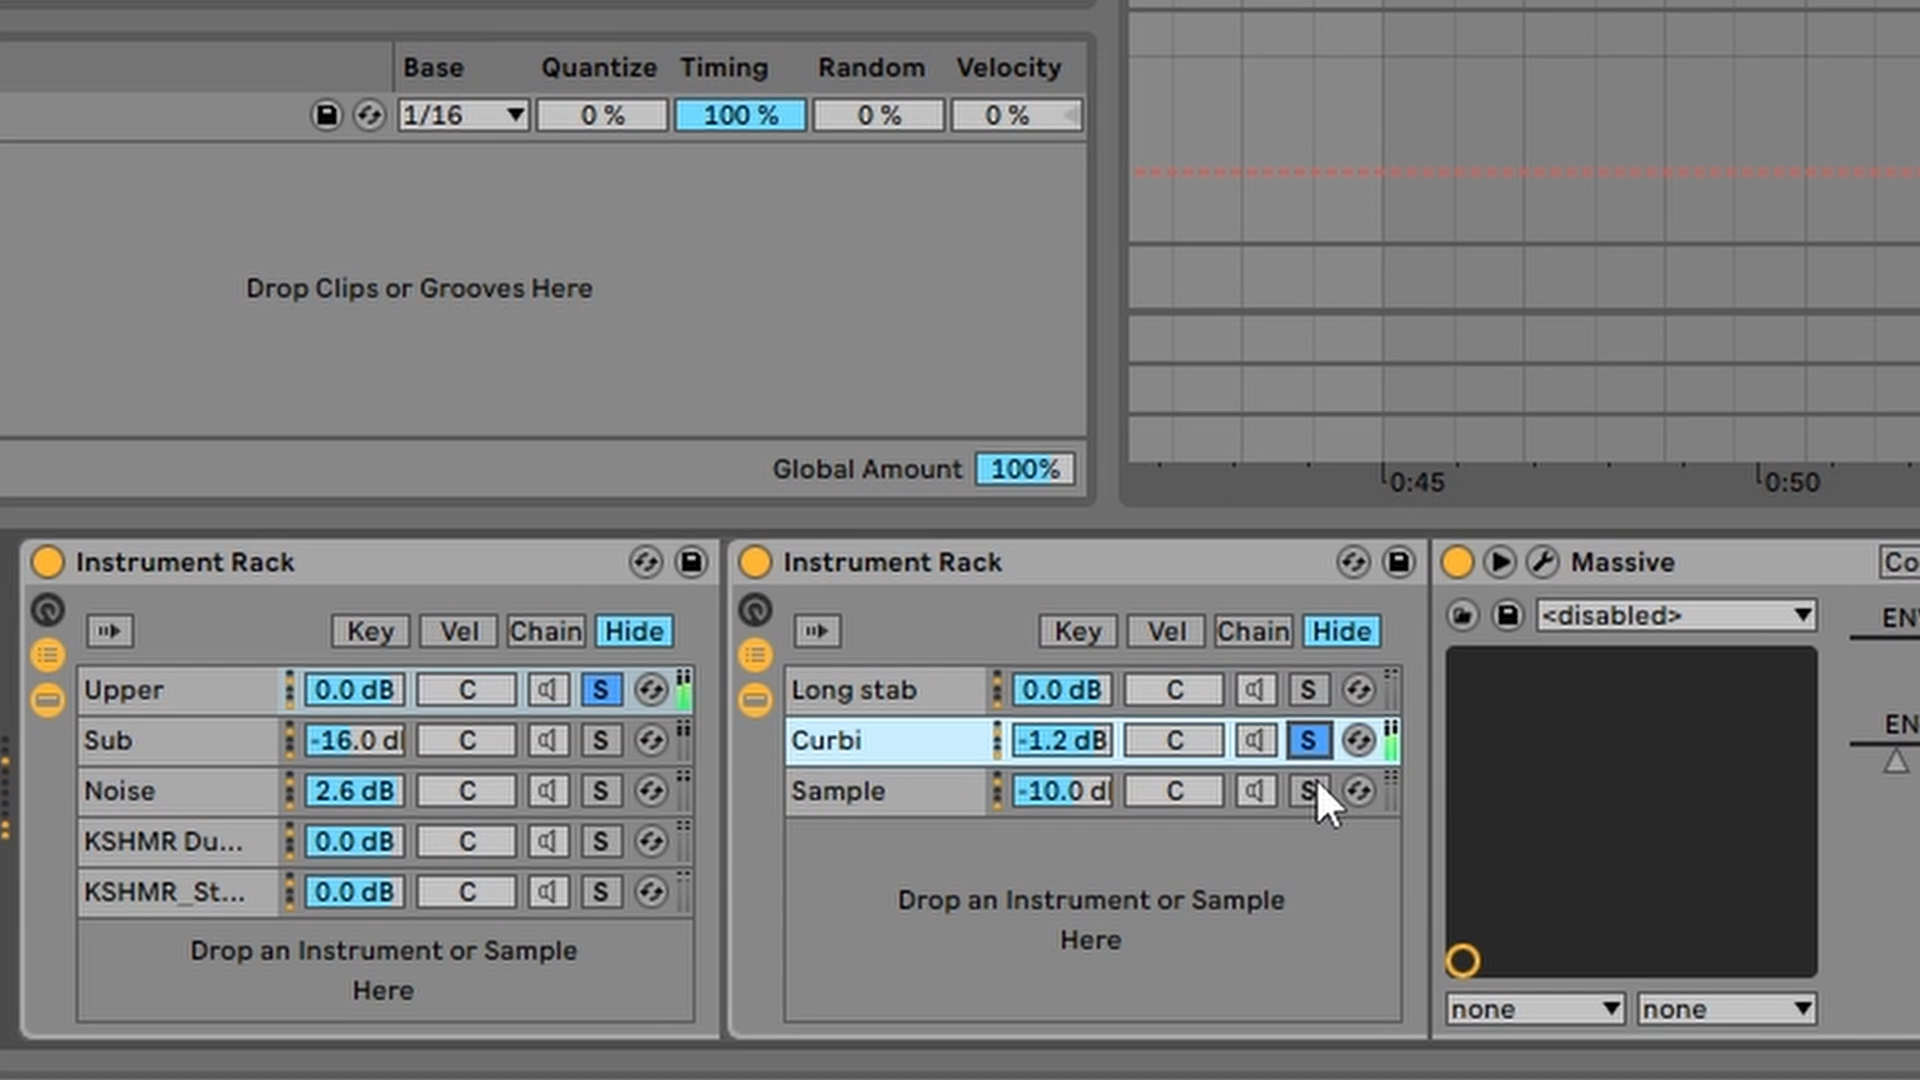 Base Quantize Timing Random Velocity
1/16 0 % 100 % 0 % 0 %
Drop Clips or Grooves Here
Global Amount 100%
0:45 0:50
Instrument Rack
Key Vel Chain Hide
Upper 0.0 dB C S
Sub -16.0 d C S
Noise 2.6 dB C S
KSHMR Du... 0.0 dB C S
KSHMR_St... 0.0 dB C S
Drop an Instrument or Sample
Here
Instrument Rack
Key Vel Chain Hide
Long stab 0.0 dB C S
Curbi -1.2 dB C S
Sample -10.0 d C S
Drop an Instrument or Sample
Here
Massive Co
<disabled>
EN
EN
none none